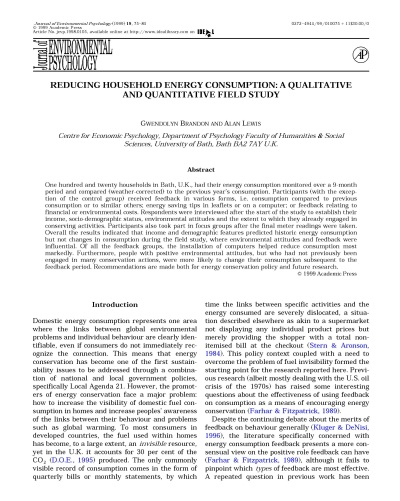 Journal of Environmental Psychology (1999) 19, 75–85
© 1999 Academic Press
0272-4944/99/010075 + 11$30.00/0
Journal of
ENVIRONMENTAL
PSYCHOLOGY
AP
REDUCING HOUSEHOLD ENERGY CONSUMPTION: A QUALITATIVE
AND QUANTITATIVE FIELD STUDY
GWENDOLYN BRANDON AND ALAN LEWIS
Centre for Economic Psychology, Department of Psychology Faculty of Humanities & Social
Sciences, University of Bath, Bath BA2 7AY U.K.
Abstract
One hundred and twenty households in Bath, U.K., had their energy consumption monitored over a 9-month
period and compared (weather corrected) to the previous year's consumption. Participants (with the excep-
tion of the control group) received feedback in various forms, i.e. consumption compared to previous
consumption or to similar others; energy saving tips in leaflets or on a computer; or feedback relating to
financial or environmental costs. Respondents were interviewed after the start of the study to establish their
income, socio demographic status, environmental attitudes and the extent to which they already engaged in
conserving activities. Participants also took part in focus groups after the final meter readings were taken.
Overall the results indicated that income and demographic features predicted historic energy consumption
but not changes in consumption during the field study, where environmental attitudes and feedback were
influential. Of all the feedback groups, the installation of computers helped reduce consumption most
markedly. Furthermore, people with positive environmental attitudes, but who had not previously been
engaged in many conservation actions, were more likely to change their consumption subsequent to the
feedback period. Recommendations are made both for energy conservation policy and future research.
© 1999 Academic Press
Introduction
Domestic energy consumption represents one area
where the links between global environmental
problems and individual behaviour are clearly iden-
tifiable, even if consumers do not immediately rec-
ognize the connection. This means that energy
conservation has become one of the first sustain-
ability issues to be addressed through a combina-
tion of national and local government policies,
specifically Local Agenda 21. However, the promot-
ers of energy conservation face a major problem:
how to increase the visibility of domestic fuel con-
sumption in homes and increase peoples' awareness
of the links between their behaviour and problems
such as global warming. To most consumers in
developed countries, the fuel used within homes
has become, to a large extent, an invisible resource,
yet in the U.K. it accounts for 30 per cent of the
CO2 (D.O.E., 1995) produced. The only commonly
visible record of consumption comes in the form of
quarterly bills or monthly statements, by which
time the links between specific activities and the
energy consumed are severely dislocated, a situa-
tion described elsewhere as akin to a supermarket
not displaying any individual product prices but
merely providing the shopper with a total non-
itemised bill at the checkout (Stern & Aronson,
1984). This policy context coupled with a need to
overcome the problem of fuel invisibility formed the
starting point for the research reported here. Previ-
ous research (albeit mostly dealing with the U.S. oil
crisis of the 1970s) has raised some interesting
questions about the effectiveness of using feedback
on consumption as a means of encouraging energy
conservation (Farhar & Fitzpatrick, 1989).
Despite the continuing debate about the merits of
feedback on behaviour generally (Kluger & DeNisi,
1996), the literature specifically concerned with
energy consumption feedback presents a more con-
sensual view on the positive role feedback can have
(Farhar & Fitzpatrick, 1989), although it fails to
pinpoint which types of feedback are most effective.
A repeated question in previous work has been